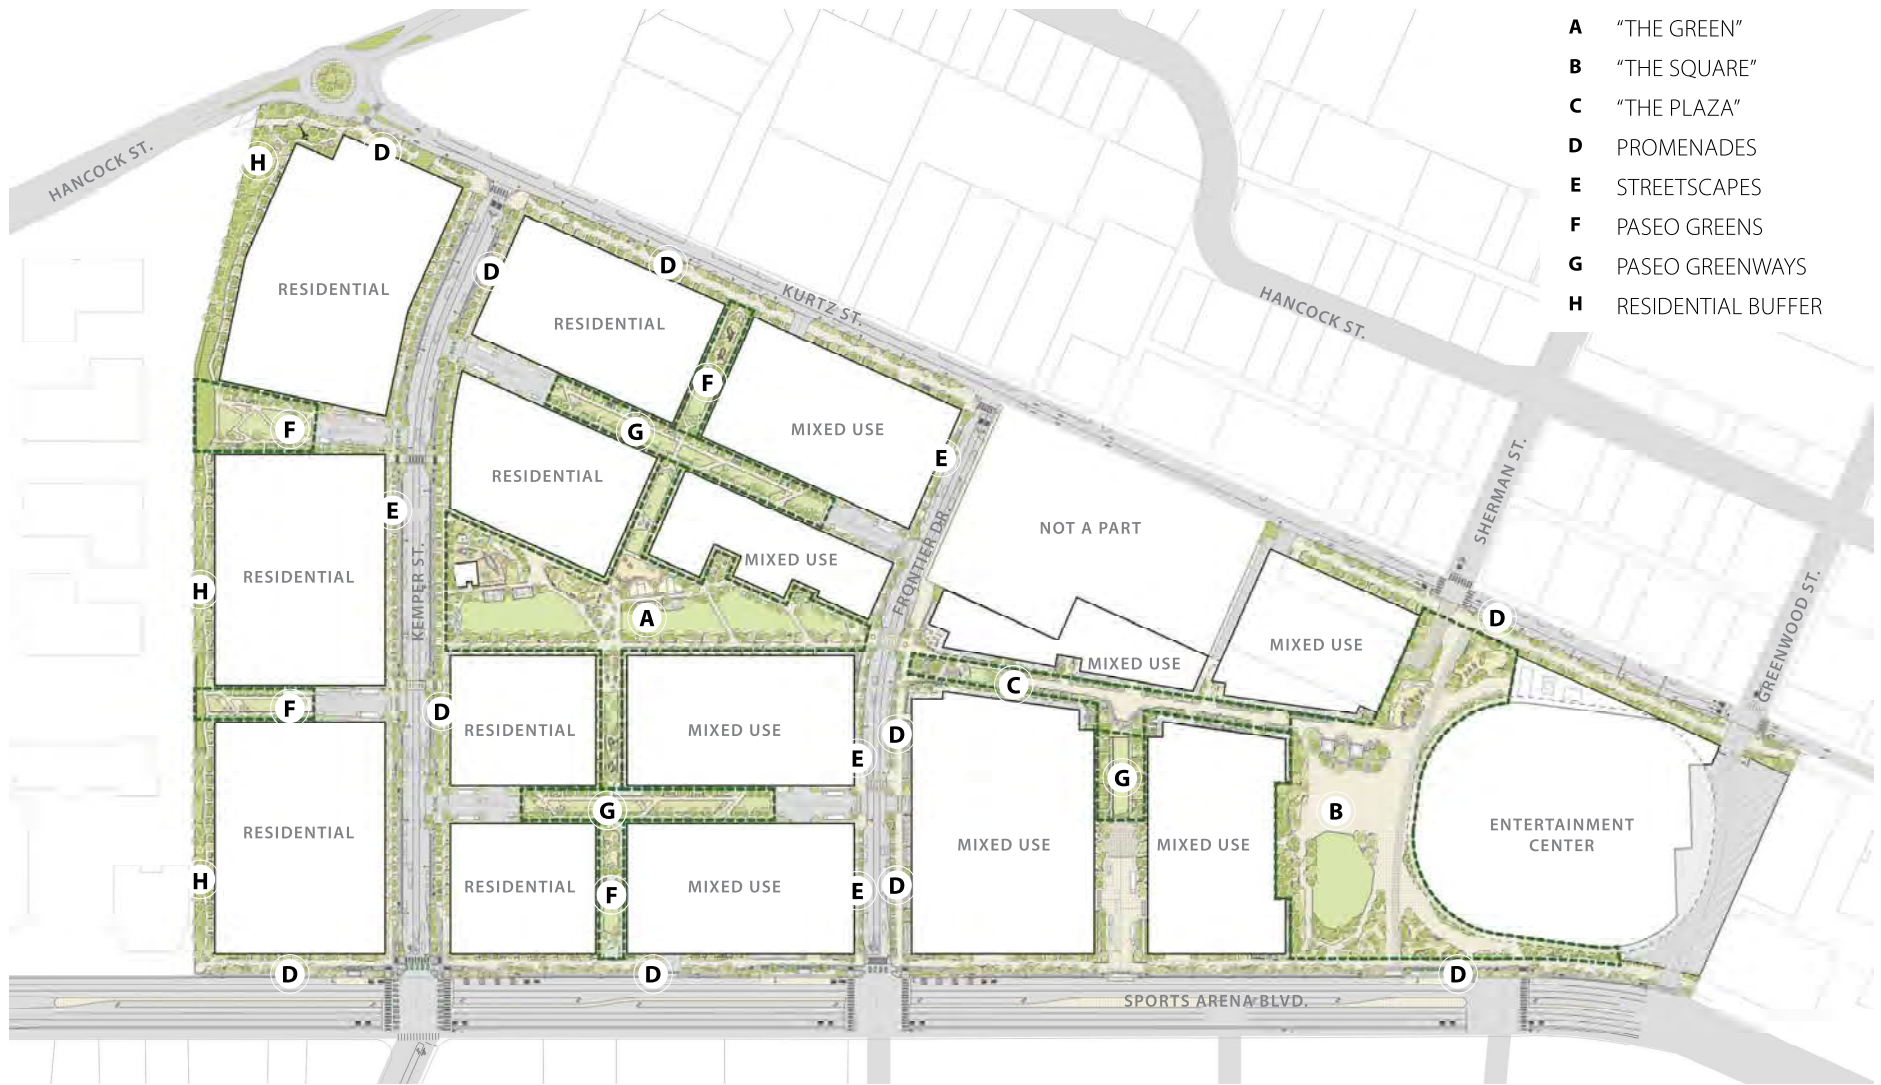 A "THE GREEN"
B "THE SQUARE"
C "THE PLAZA"
D PROMENADES
E STREETSCAPES
F PASEO GREENS
G PASEO GREENWAYS
H RESIDENTIAL BUFFER
HANCOCK ST.
H
D
RESIDENTIAL
D
D
KURTZ ST.
HANCOCK ST.
RESIDENTIAL
F
F
G
MIXED USE
E
RESIDENTIAL
E
NOT A PART
SHERMAN ST.
MIXED USE
FRONTIER DR.
RESIDENTIAL
H
KEMPER ST.
A
D
GREENWOOD ST.
MIXED USE
MIXED USE
C
F
D
RESIDENTIAL
MIXED USE
D
E
G
G
B
RESIDENTIAL
ENTERTAINMENT
CENTER
MIXED USE
MIXED USE
H
RESIDENTIAL
F
MIXED USE
E
D
D
D
D
SPORTS ARENA BLVD.